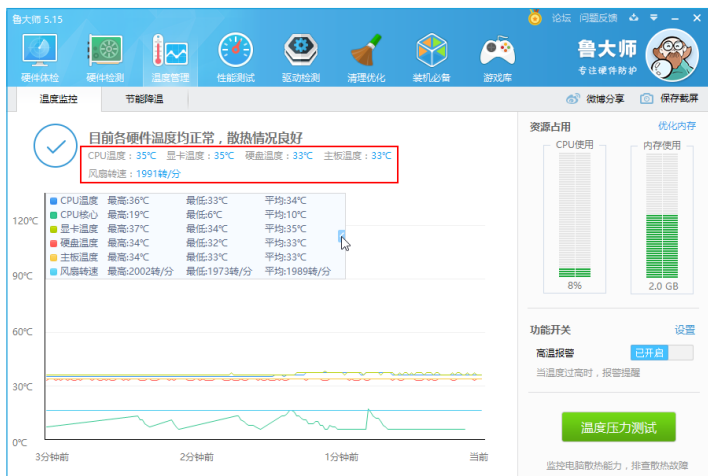 鲁大师 5.15
论坛 问题反馈
硬件体检 硬件检测 温度管理 性能测试 驱动检测 清理优化 装机必备 游戏库
鲁大师
专注硬件防护
温度监控 节能降温
微博分享 保存截屏
目前各硬件温度均正常，散热情况良好
CPU温度：35℃ 显卡温度：35℃ 硬盘温度：33℃ 主板温度：33℃
风扇转速：1991转/分
CPU温度 最高:36℃ 最低:33℃ 平均:34℃
CPU核心 最高:19℃ 最低:6℃ 平均:10℃
显卡温度 最高:37℃ 最低:34℃ 平均:35℃
硬盘温度 最高:34℃ 最低:32℃ 平均:33℃
主板温度 最高:34℃ 最低:33℃ 平均:33℃
风扇转速 最高:2002转/分 最低:1973转/分 平均:1989转/分
120℃
90℃
60℃
30℃
0℃
3分钟前 2分钟前 1分钟前 当前
资源占用 优化内存
CPU使用 内存使用
8% 2.0 GB
功能开关 设置
高温报警 已开启
当温度过高时，报警提醒
温度压力测试
监控电脑散热能力，排查散热故障